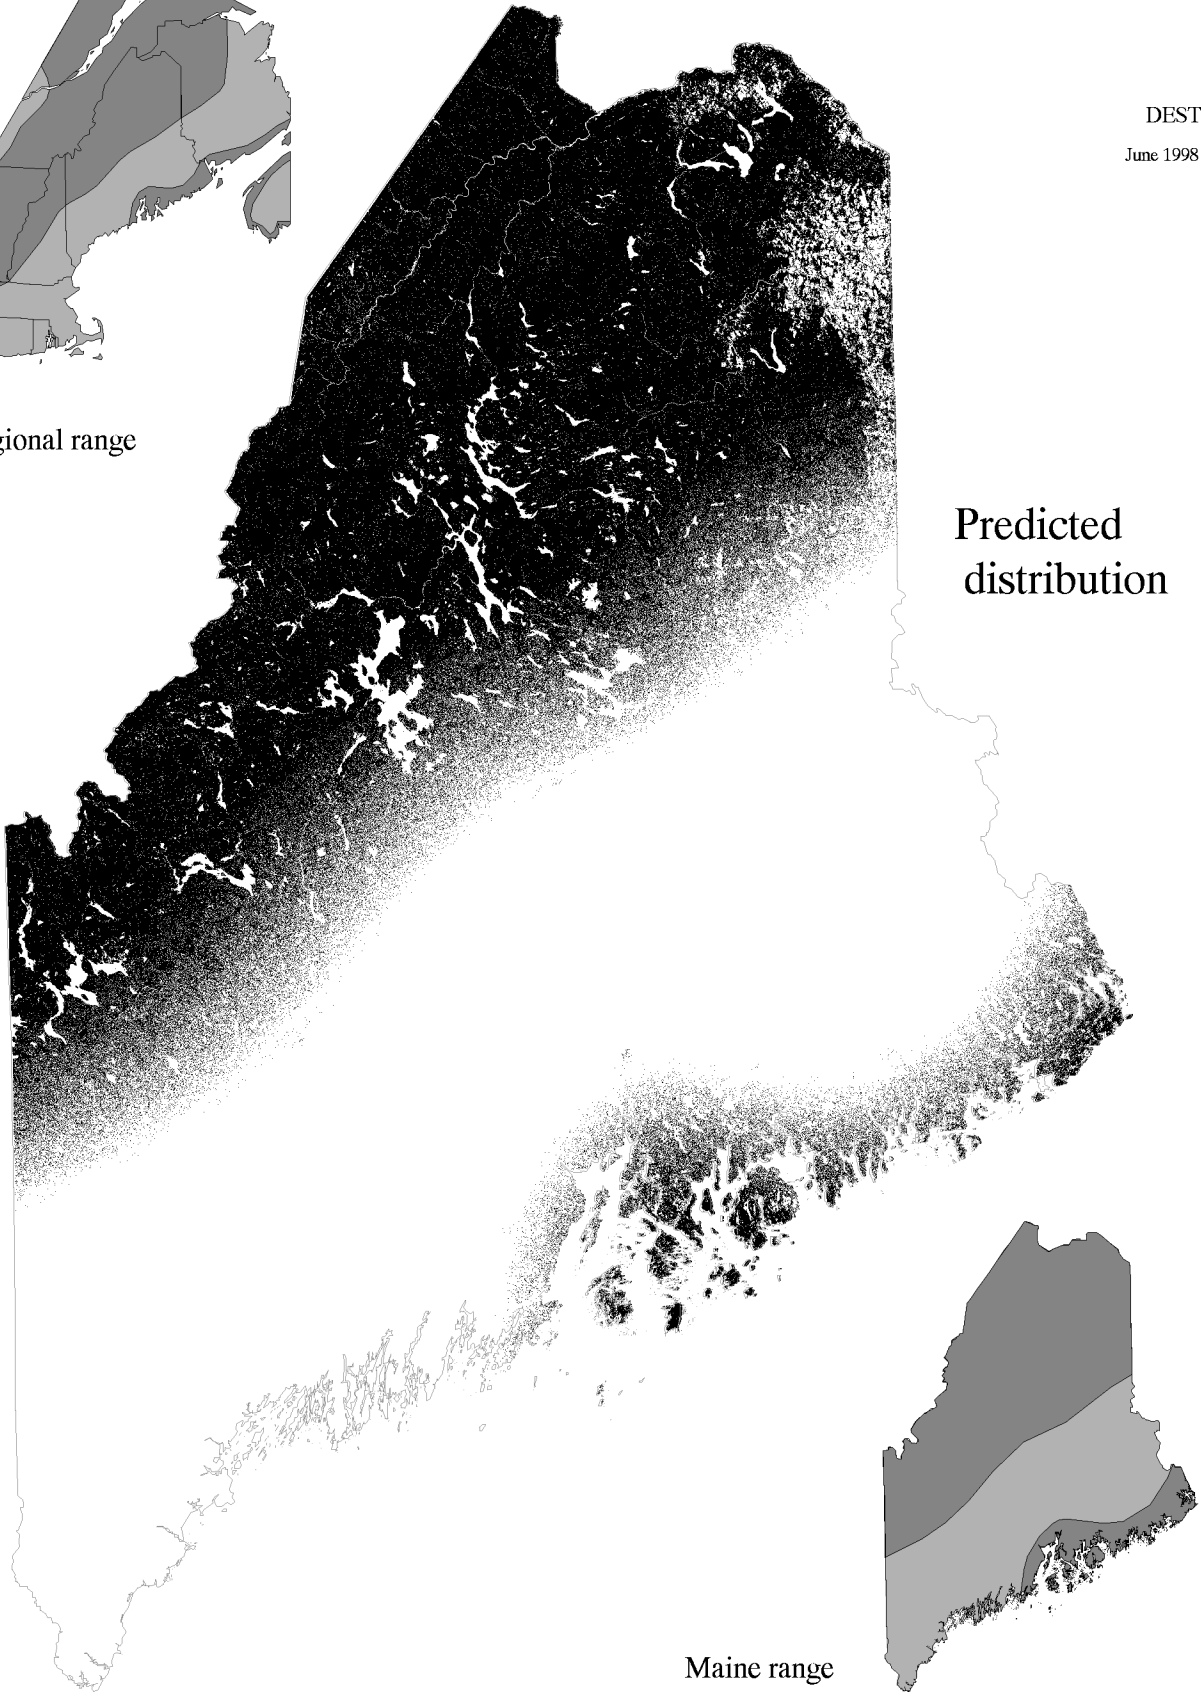 DEST
June 1998
gional range
Predicted
distribution
Maine range